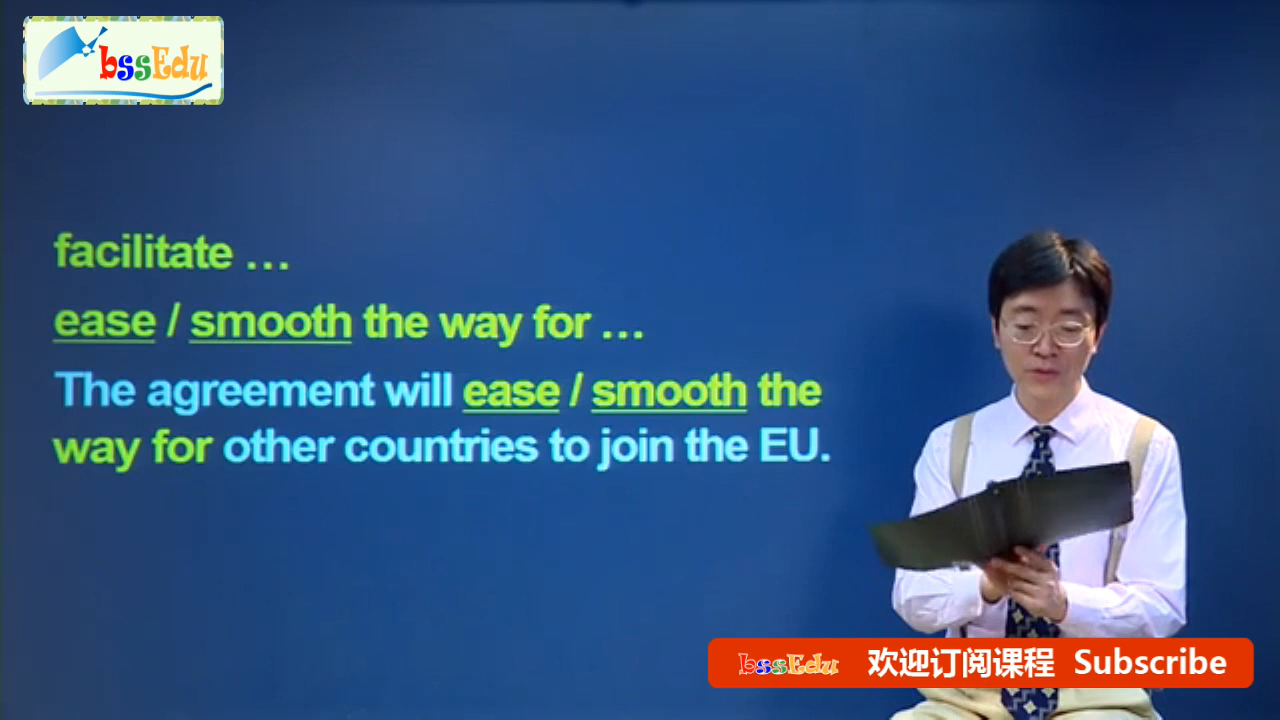 bssEdu
facilitate …
ease / smooth the way for …
The agreement will ease / smooth the
way for other countries to join the EU.
bssEdu 欢迎订阅课程 Subscribe